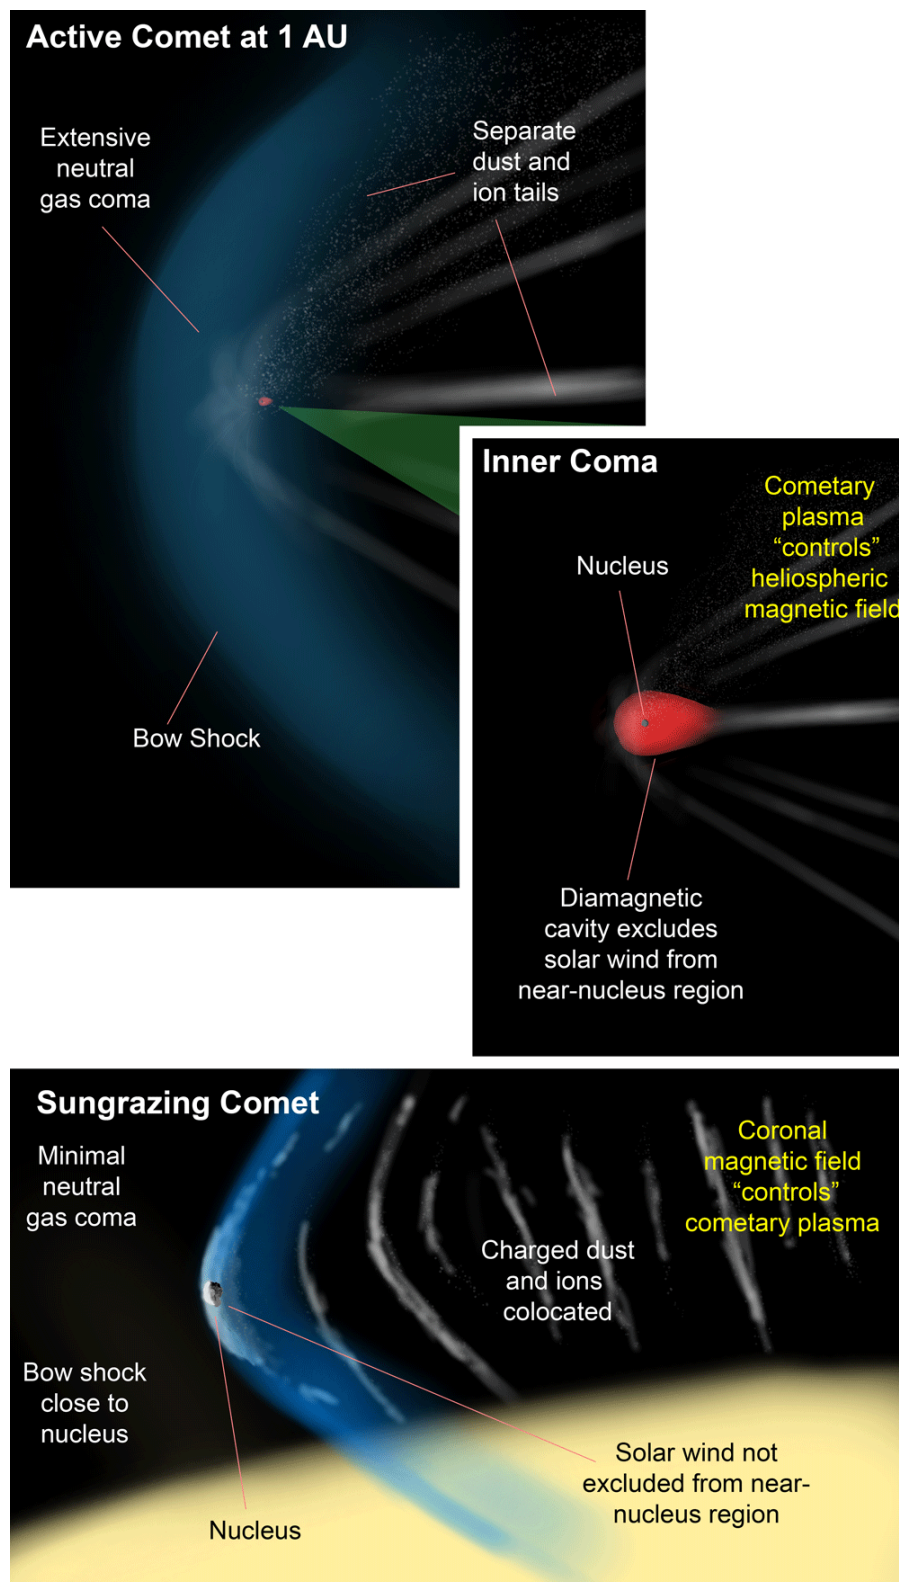 Active Comet at 1 AU
Extensive
neutral
gas coma
Separate
dust and
ion tails
Bow Shock
Inner Coma
Cometary
plasma
“controls”
heliospheric
magnetic field
Nucleus
Diamagnetic
cavity excludes
solar wind from
near-nucleus region
Sungrazing Comet
Minimal
neutral
gas coma
Coronal
magnetic field
“controls”
cometary plasma
Charged dust
and ions
colocated
Bow shock
close to
nucleus
Solar wind not
excluded from near-
nucleus region
Nucleus